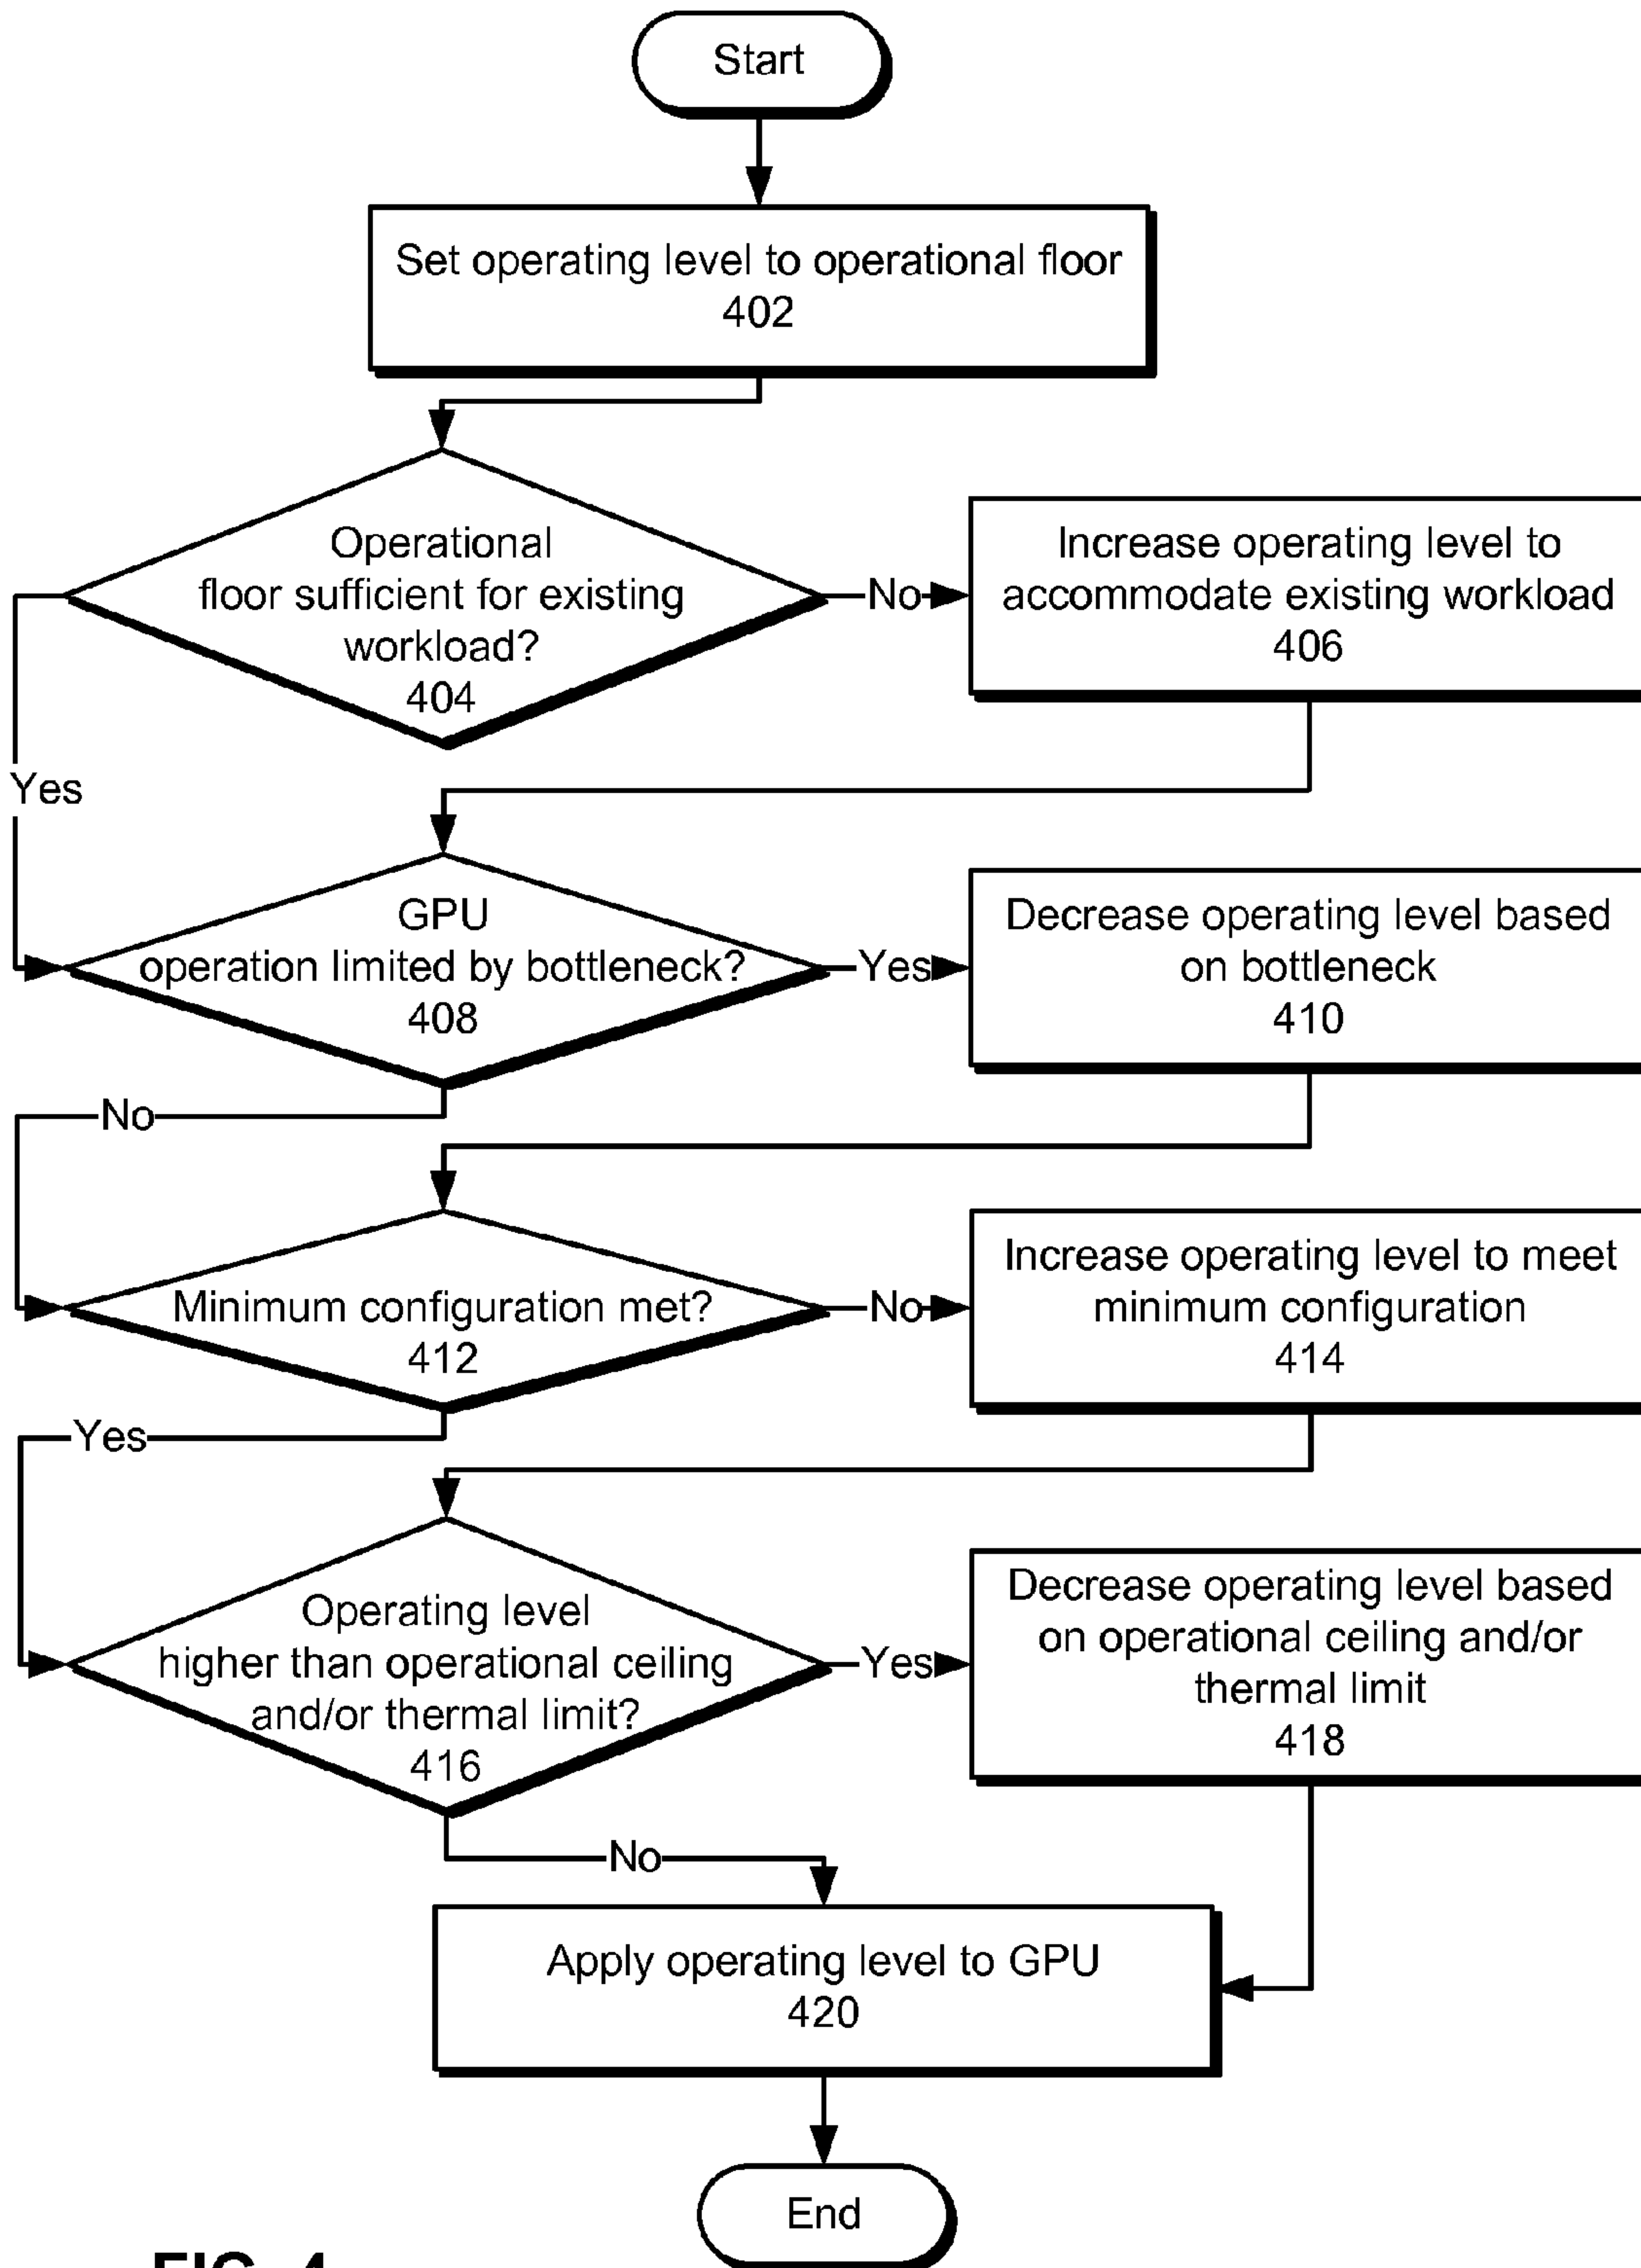 Start
Set operating level to operational floor
402
Operational
floor sufficient for existing
workload?
404
No
Increase operating level to
accommodate existing workload
406
Yes
GPU
operation limited by bottleneck?
408
Yes
Decrease operating level based
on bottleneck
410
No
Minimum configuration met?
412
No
Increase operating level to meet
minimum configuration
414
Yes
Operating level
higher than operational ceiling
and/or thermal limit?
416
Yes
Decrease operating level based
on operational ceiling and/or
thermal limit
418
No
Apply operating level to GPU
420
End
FIG. 4